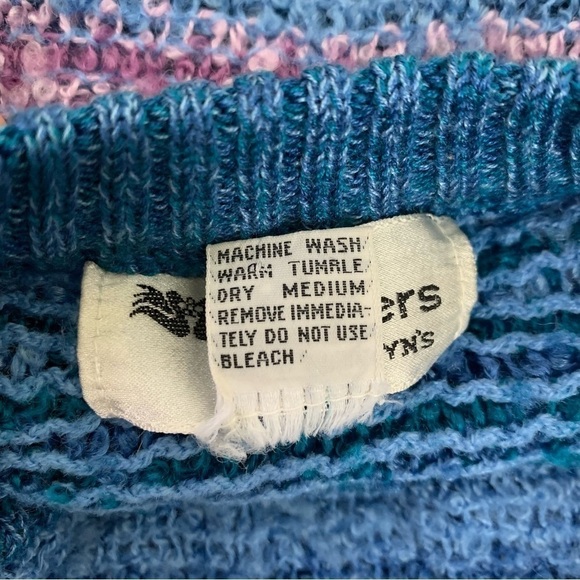 MACHINE WASH
WARM TUMBLE
DRY MEDIUM
REMOVE IMMEDIA-
TELY DO NOT USE
BLEACH
ers
YN'S